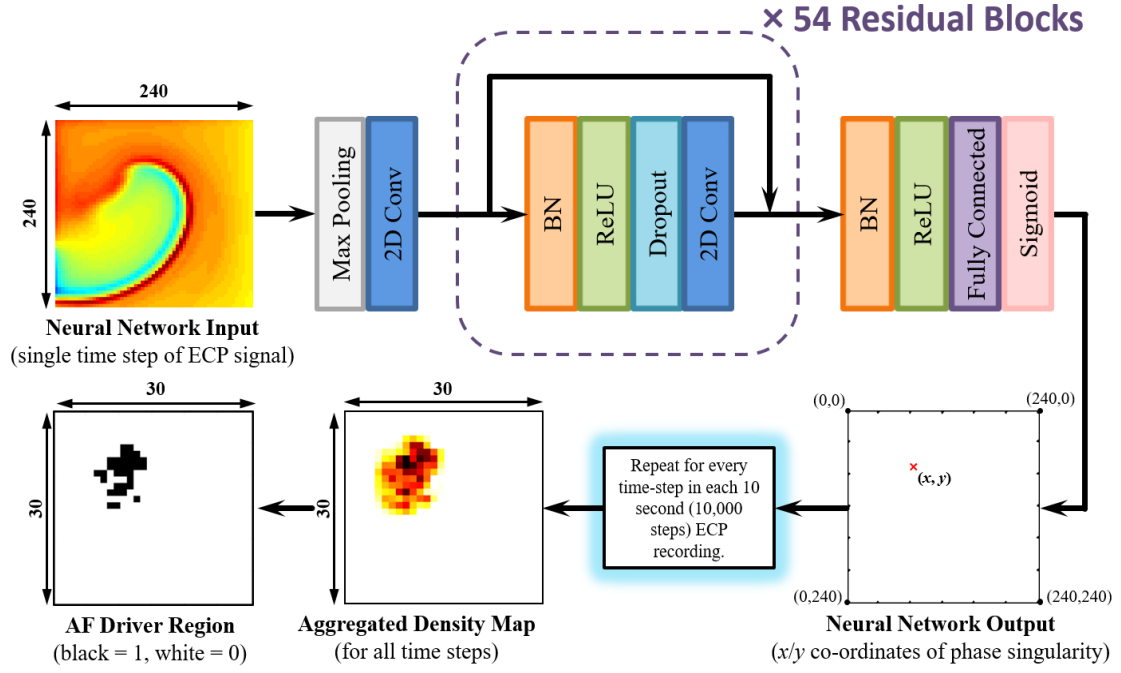 × 54 Residual Blocks
240
240
Max Pooling
2D Conv
BN
ReLU
Dropout
2D Conv
BN
ReLU
Fully Connected
Sigmoid
Neural Network Input
(single time step of ECP signal)
30
30
AF Driver Region
(black = 1, white = 0)
30
30
Aggregated Density Map
(for all time steps)
Repeat for every
time-step in each 10
second (10,000
steps) ECP
recording.
(0,0)
(240,0)
(x, y)
(0,240)
(240,240)
Neural Network Output
(x/y co-ordinates of phase singularity)